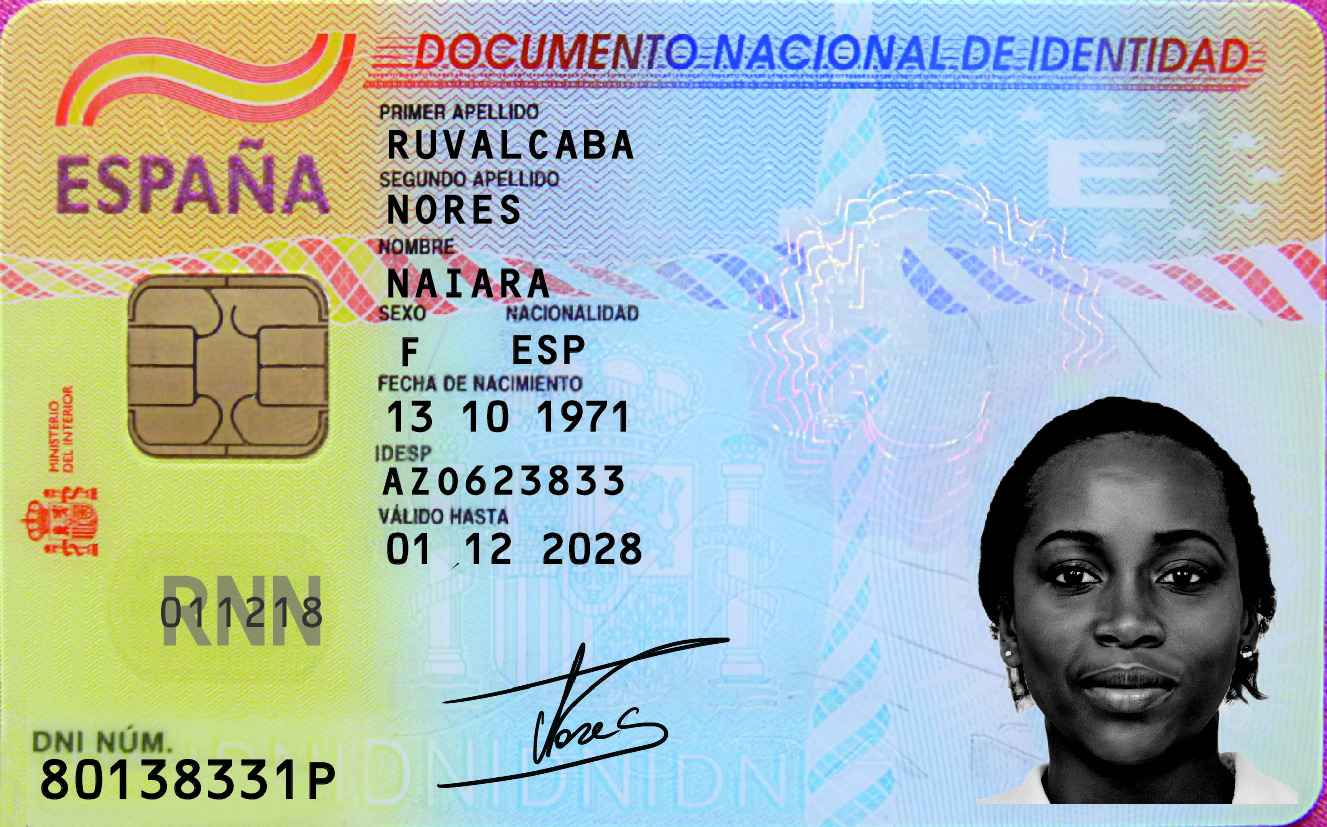 DOCUMENTO NACIONAL DE IDENTIDAD
ESPAÑA
PRIMER APELLIDO
RUVALCABA
SEGUNDO APELLIDO
NORES
NOMBRE
NAIARA
SEXO NACIONALIDAD
F ESP
FECHA DE NACIMIENTO
13 10 1971
IDESP
AZ0623833
VÁLIDO HASTA
01 12 2028
MINISTERIO
DEL INTERIOR
RNN
011218
Nores
DNI NÚM.
80138331P
DNIDNIDNIDNI
E